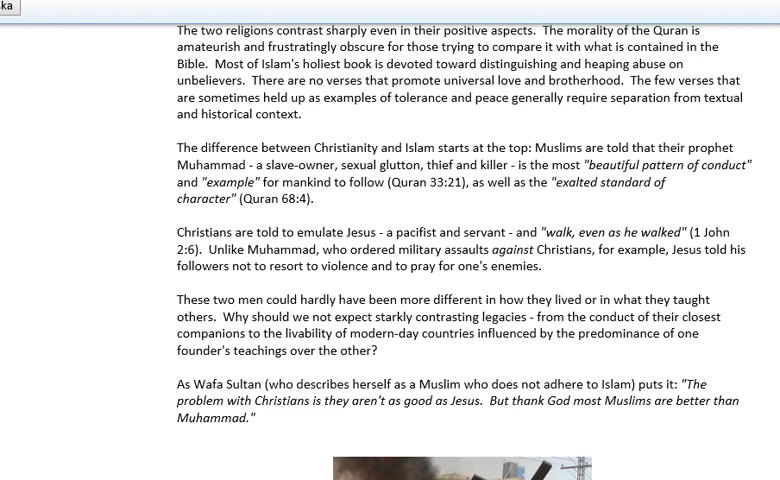 ka
The two religions contrast sharply even in their positive aspects.  The morality of the Quran is
amateurish and frustratingly obscure for those trying to compare it with what is contained in the
Bible.  Most of Islam's holiest book is devoted toward distinguishing and heaping abuse on
unbelievers.  There are no verses that promote universal love and brotherhood.  The few verses that
are sometimes held up as examples of tolerance and peace generally require separation from textual
and historical context.
The difference between Christianity and Islam starts at the top: Muslims are told that their prophet
Muhammad - a slave-owner, sexual glutton, thief and killer - is the most "beautiful pattern of conduct"
and "example" for mankind to follow (Quran 33:21), as well as the "exalted standard of
character" (Quran 68:4).
Christians are told to emulate Jesus - a pacifist and servant - and "walk, even as he walked" (1 John
2:6).  Unlike Muhammad, who ordered military assaults against Christians, for example, Jesus told his
followers not to resort to violence and to pray for one's enemies.
These two men could hardly have been more different in how they lived or in what they taught
others.  Why should we not expect starkly contrasting legacies - from the conduct of their closest
companions to the livability of modern-day countries influenced by the predominance of one
founder's teachings over the other?
As Wafa Sultan (who describes herself as a Muslim who does not adhere to Islam) puts it: "The
problem with Christians is they aren't as good as Jesus.  But thank God most Muslims are better than
Muhammad."